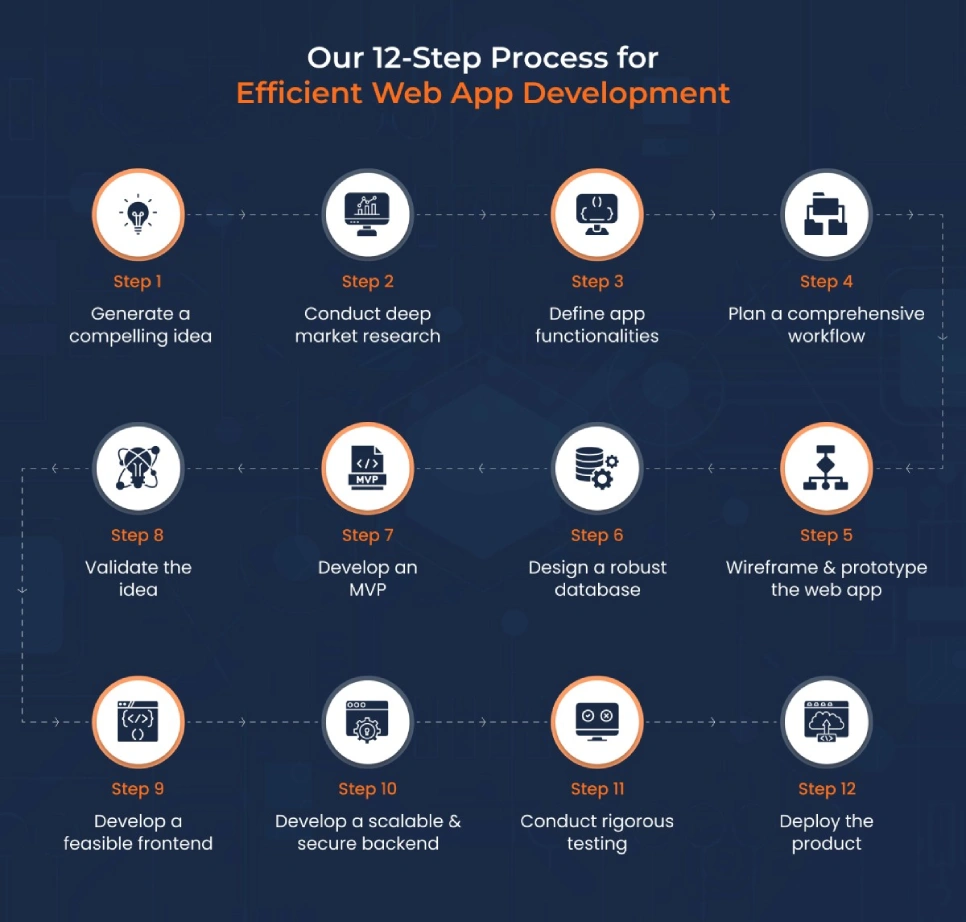 Our 12-Step Process for
Efficient Web App Development
Step 1
Generate a
compelling idea
Step 2
Conduct deep
market research
Step 3
Define app
functionalities
Step 4
Plan a comprehensive
workflow
Step 5
Wireframe & prototype
the web app
Step 6
Design a robust
database
MVP
Step 7
Develop an
MVP
Step 8
Validate the
idea
Step 9
Develop a
feasible frontend
Step 10
Develop a scalable &
secure backend
Step 11
Conduct rigorous
testing
Step 12
Deploy the
product